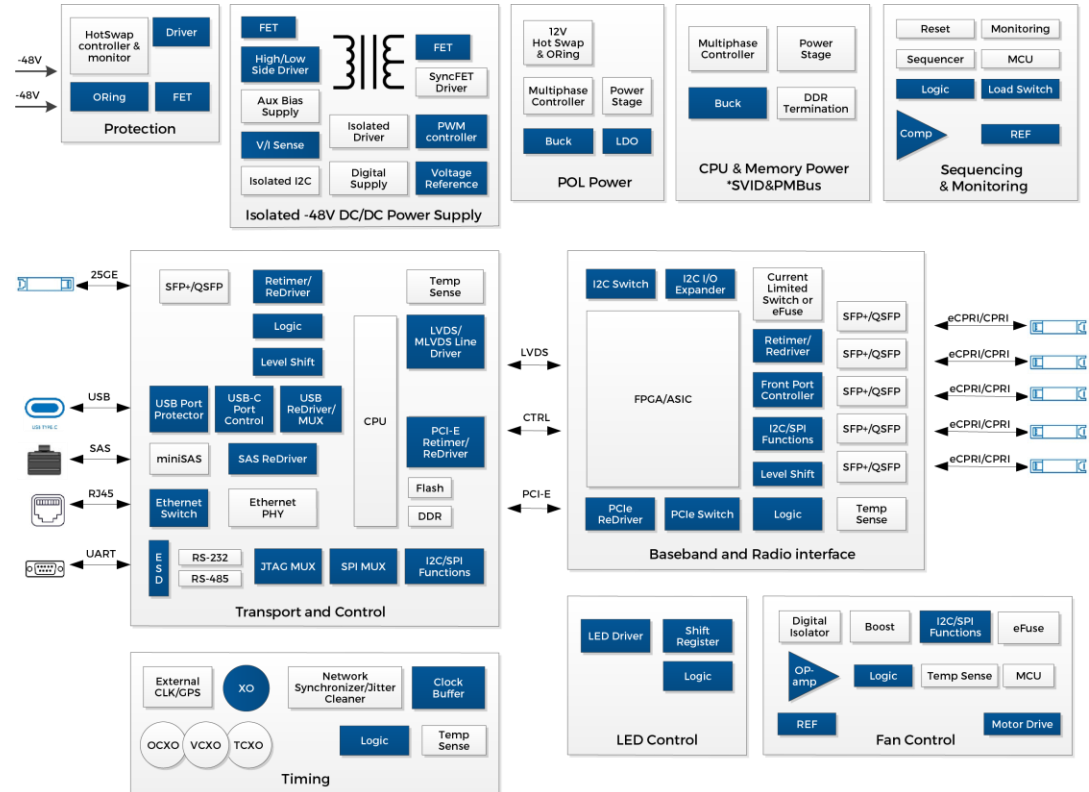 -48V
-48V
HotSwap
controller &
monitor
Driver
ORing
FET
Protection
FET
High/Low
Side Driver
Aux Bias
Supply
V/I Sense
Isolated I2C
Isolated
Driver
Digital
Supply
FET
SyncFET
Driver
PWM
controller
Voltage
Reference
Isolated -48V DC/DC Power Supply
12V
Hot Swap
& ORing
Multiphase
Controller
Power
Stage
Buck
LDO
POL Power
Multiphase
Controller
Power
Stage
Buck
DDR
Termination
CPU & Memory Power
*SVID&PMBus
Reset
Monitoring
Sequencer
MCU
Logic
Load Switch
Comp
REF
Sequencing
& Monitoring
25GE
USB
USB TYPE C
SAS
RJ45
UART
SFP+/QSFP
Retimer/
ReDriver
Logic
Level Shift
Temp
Sense
LVDS/
MLVDS Line
Driver
USB Port
Protector
USB-C
Port
Control
USB
ReDriver/
MUX
CPU
PCI-E
Retimer/
ReDriver
miniSAS
SAS ReDriver
Flash
DDR
Ethernet
Switch
Ethernet
PHY
E
S
D
RS-232
RS-485
JTAG MUX
SPI MUX
I2C/SPI
Functions
Transport and Control
LVDS
CTRL
PCI-E
I2C Switch
I2C I/O
Expander
Current
Limited
Switch or
eFuse
FPGA/ASIC
Retimer/
Redriver
Front Port
Controller
I2C/SPI
Functions
Level Shift
SFP+/QSFP
SFP+/QSFP
SFP+/QSFP
SFP+/QSFP
SFP+/QSFP
PCIe
ReDriver
PCIe Switch
Logic
Temp
Sense
Baseband and Radio interface
eCPRI/CPRI
eCPRI/CPRI
eCPRI/CPRI
eCPRI/CPRI
eCPRI/CPRI
External
CLK/GPS
XO
Network
Synchronizer/Jitter
Cleaner
Clock
Buffer
OCXO
VCXO
TCXO
Logic
Temp
Sense
Timing
LED Driver
Shift
Register
Logic
LED Control
Digital
Isolator
Boost
I2C/SPI
Functions
eFuse
OP-
amp
Logic
Temp Sense
MCU
REF
Motor Drive
Fan Control